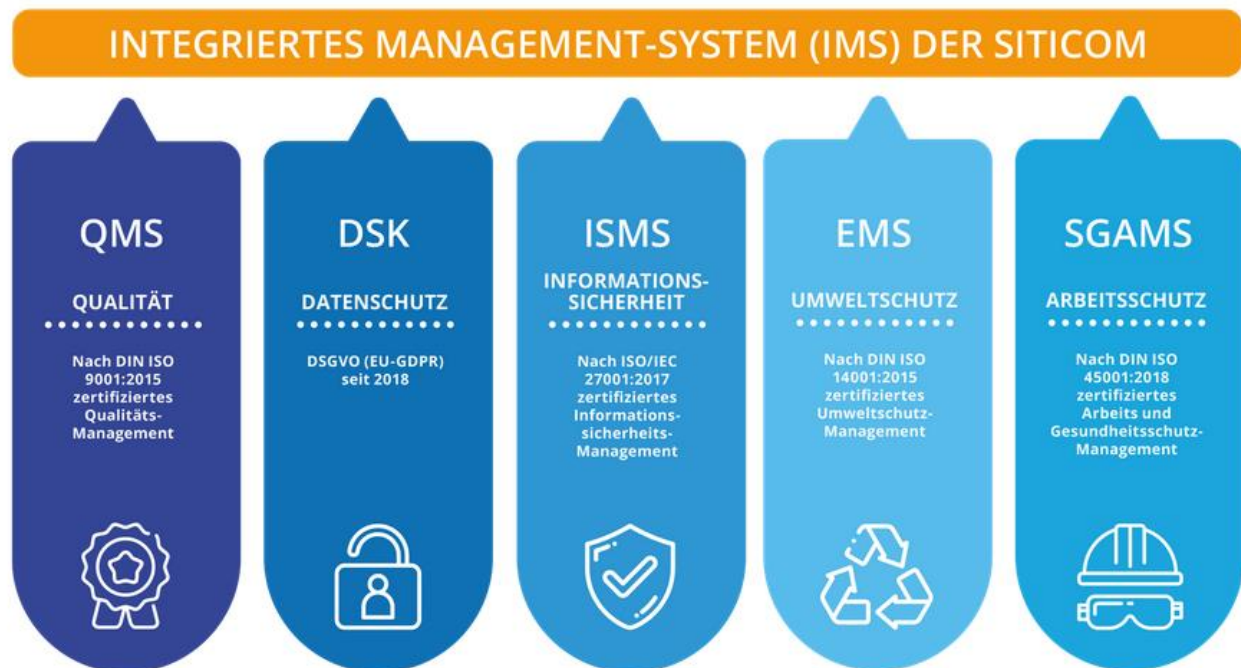 INTEGRIERTES MANAGEMENT-SYSTEM (IMS) DER SITICOM
QMS
QUALITÄT
Nach DIN ISO
9001:2015
zertifiziertes
Qualitäts-
Management
DSK
DATENSCHUTZ
DSGVO (EU-GDPR)
seit 2018
ISMS
INFORMATIONS-
SICHERHEIT
Nach ISO/IEC
27001:2017
zertifiziertes
Informations-
sicherheits-
Management
EMS
UMWELTSCHUTZ
Nach DIN ISO
14001:2015
zertifiziertes
Umweltschutz-
Management
SGAMS
ARBEITSSCHUTZ
Nach DIN ISO
45001:2018
zertifiziertes
Arbeits und
Gesundheitsschutz-
Management